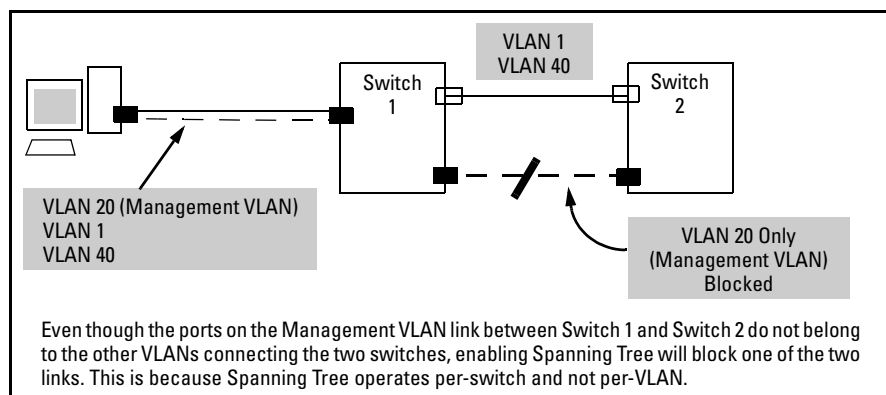 VLAN 1
VLAN 40
Switch
1
Switch
2
VLAN 20 (Management VLAN)
VLAN 1
VLAN 40
VLAN 20 Only
(Management VLAN)
Blocked
Even though the ports on the Management VLAN link between Switch 1 and Switch 2 do not belong
to the other VLANs connecting the two switches, enabling Spanning Tree will block one of the two
links. This is because Spanning Tree operates per-switch and not per-VLAN.